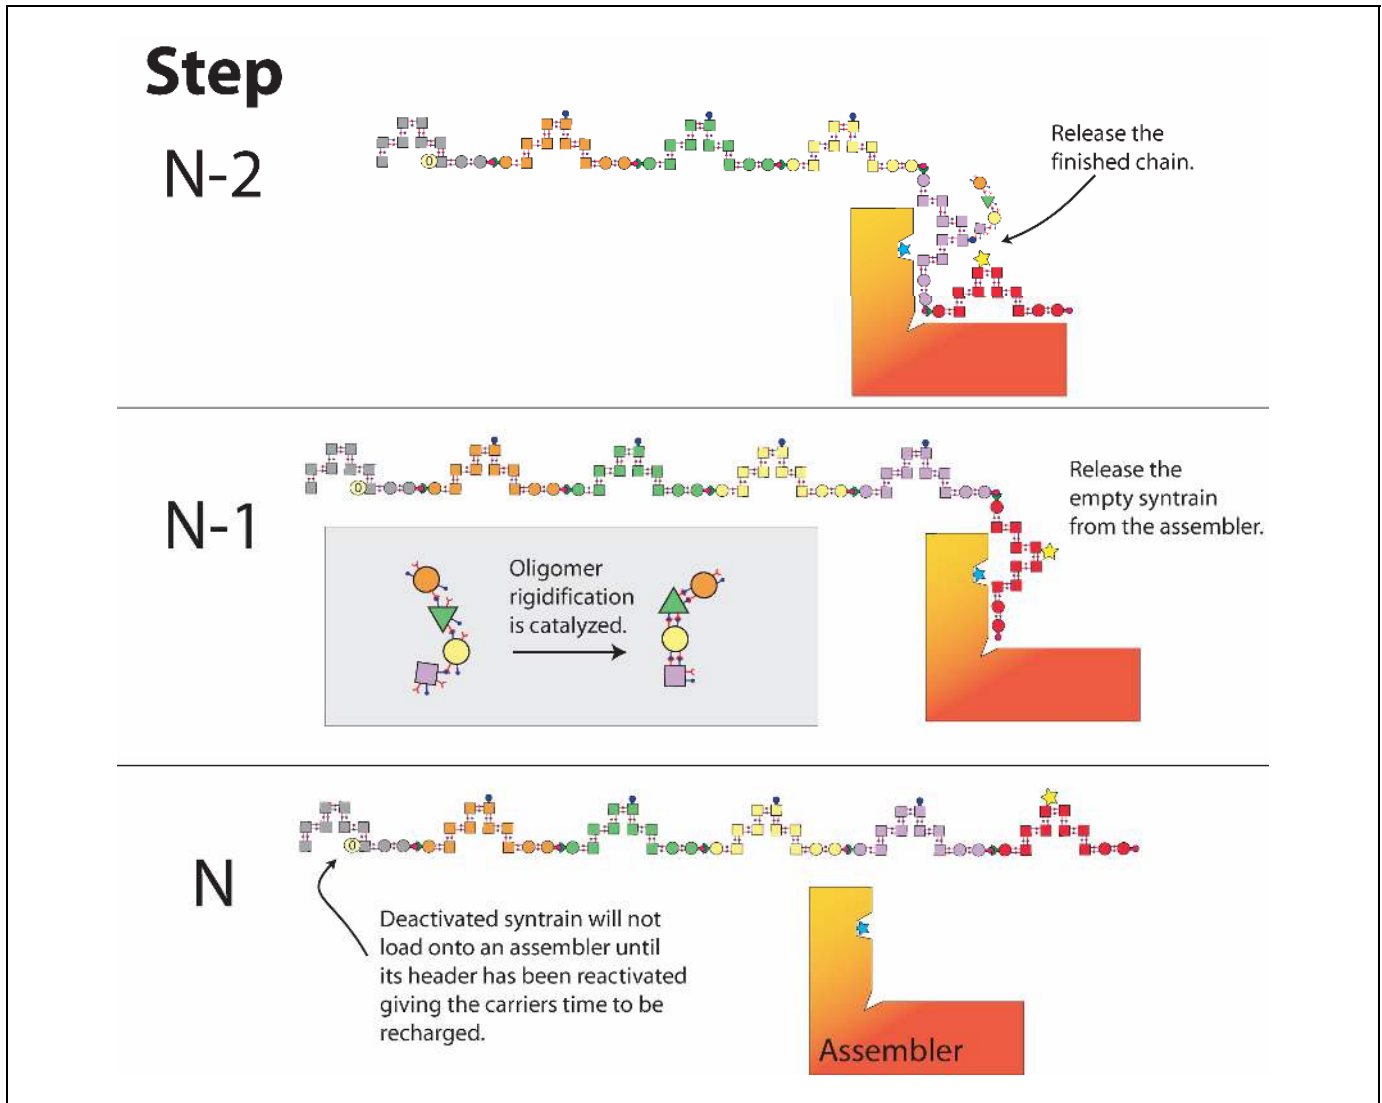 Step
N-2
Release the
finished chain.
N-1
Release the
empty syntrain
from the assembler.
Oligomer
rigidification
is catalyzed.
N
Deactivated syntrain will not
load onto an assembler until
its header has been reactivated
giving the carriers time to be
recharged.
Assembler